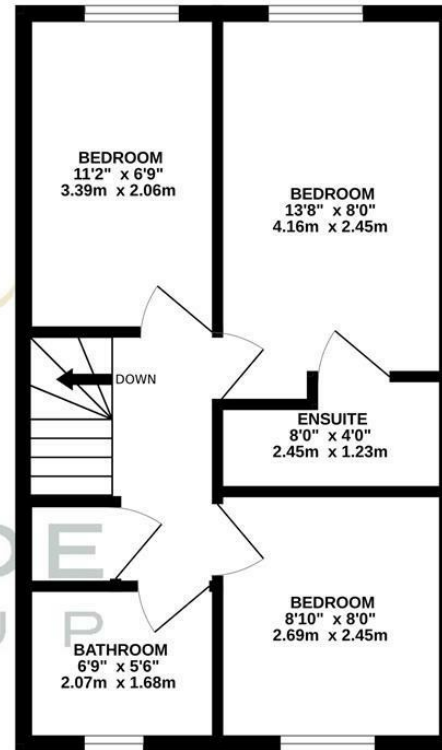 BEDROOM
11'2" x 6'9"
3.39m x 2.06m
BEDROOM
13'8" x 8'0"
4.16m x 2.45m
DOWN
ENSUITE
8'0" x 4'0"
2.45m x 1.23m
DE
UP
BEDROOM
8'10" x 8'0"
2.69m x 2.45m
BATHROOM
6'9" x 5'6"
2.07m x 1.68m